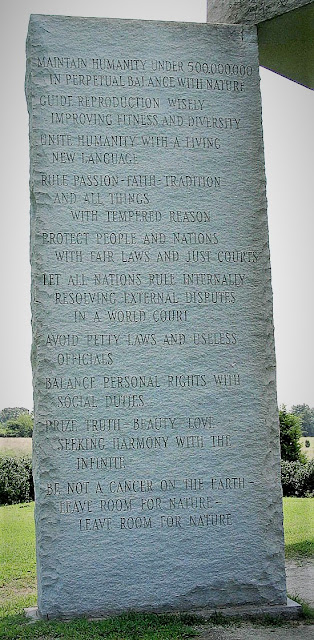 MAINTAIN HUMANITY UNDER 500,000,000
IN PERPETUAL BALANCE WITH NATURE
GUIDE REPRODUCTION WISELY -
IMPROVING FITNESS AND DIVERSITY
UNITE HUMANITY WITH A LIVING
NEW LANGUAGE
RULE PASSION - FAITH - TRADITION
AND ALL THINGS
WITH TEMPERED REASON
PROTECT PEOPLE AND NATIONS
WITH FAIR LAWS AND JUST COURTS
LET ALL NATIONS RULE INTERNALLY
RESOLVING EXTERNAL DISPUTES
IN A WORLD COURT
AVOID PETTY LAWS AND USELESS
OFFICIALS
BALANCE PERSONAL RIGHTS WITH
SOCIAL DUTIES
PRIZE TRUTH - BEAUTY - LOVE -
SEEKING HARMONY WITH THE
INFINITE
BE NOT A CANCER ON THE EARTH -
LEAVE ROOM FOR NATURE -
LEAVE ROOM FOR NATURE